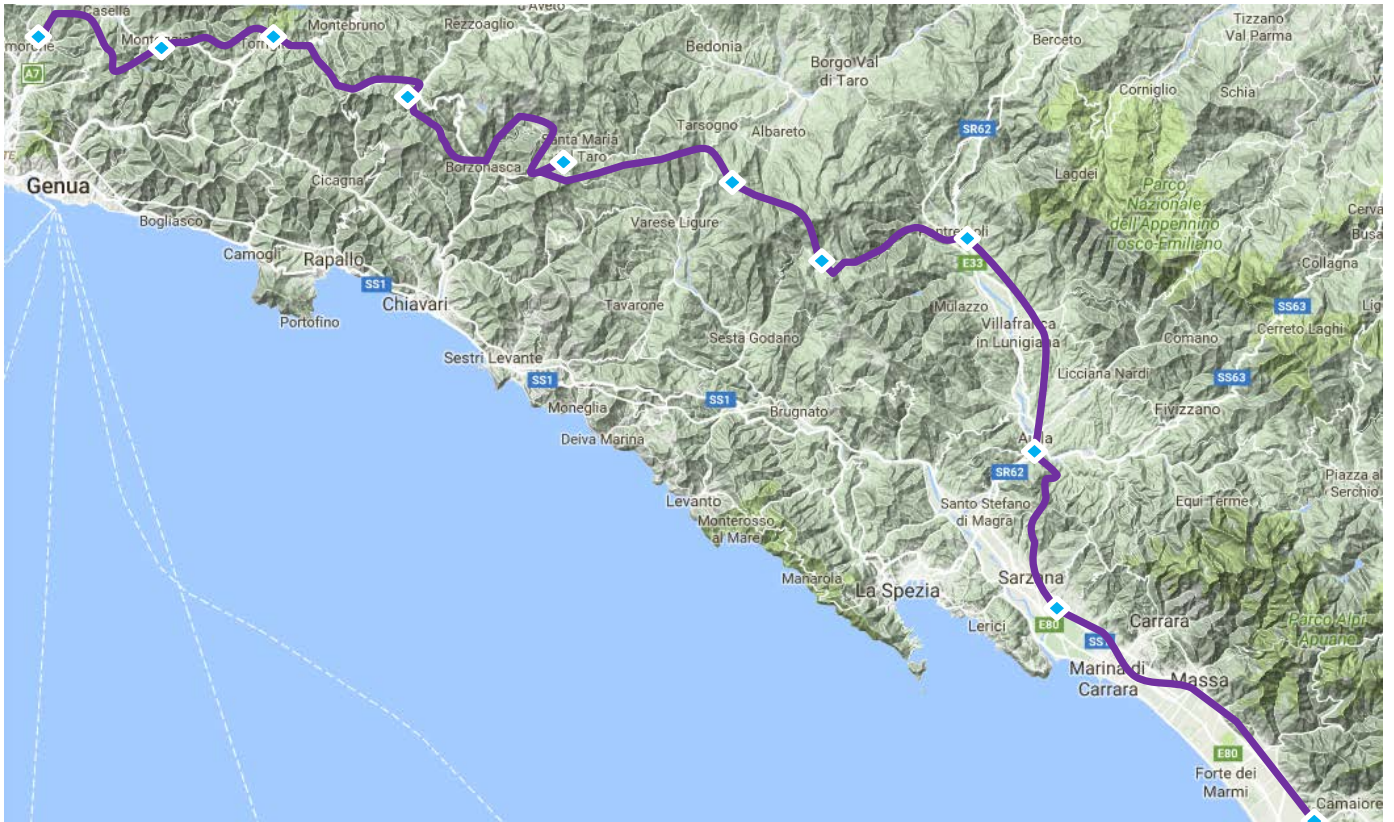 d'Aveto
Casella
Montebruno
Rezzoaglio
Tizzano
Val Parma
Berceto
Bedonia
A7
Borgo Val
di Taro
Corniglio
Schia
Tarsogno
Albareto
SR62
Santa Maria
Taro
Borzonasca
Lagdei
Genua
Cicagna
Parco
Nazionale
dell'Appennino
Tosco-Emiliano
Bogliasco
Varese Ligure
Camogli
Rapallo
E33
Collagna
SS1
Chiavari
Tavarone
Mulazzo
SS63
Portofino
Villafranca
in Lunigiana
Cerreto Laghi
Sesta Godano
Comano
Sestri Levante
Licciana Nardi
SS63
SS1
SS1
Moneglia
Brugnato
Fivizzano
Deiva Marina
SR62
Piazza al
Serchio
Levanto
Santo Stefano
di Magra
Equi Terme
Monterosso
al Mare
Manarola
La Spezia
Sarzana
Lerici
E80
Carrara
Parco Alpi
Apuane
Marina di
Carrara
Massa
E80
Forte dei
Marmi
Camaiore